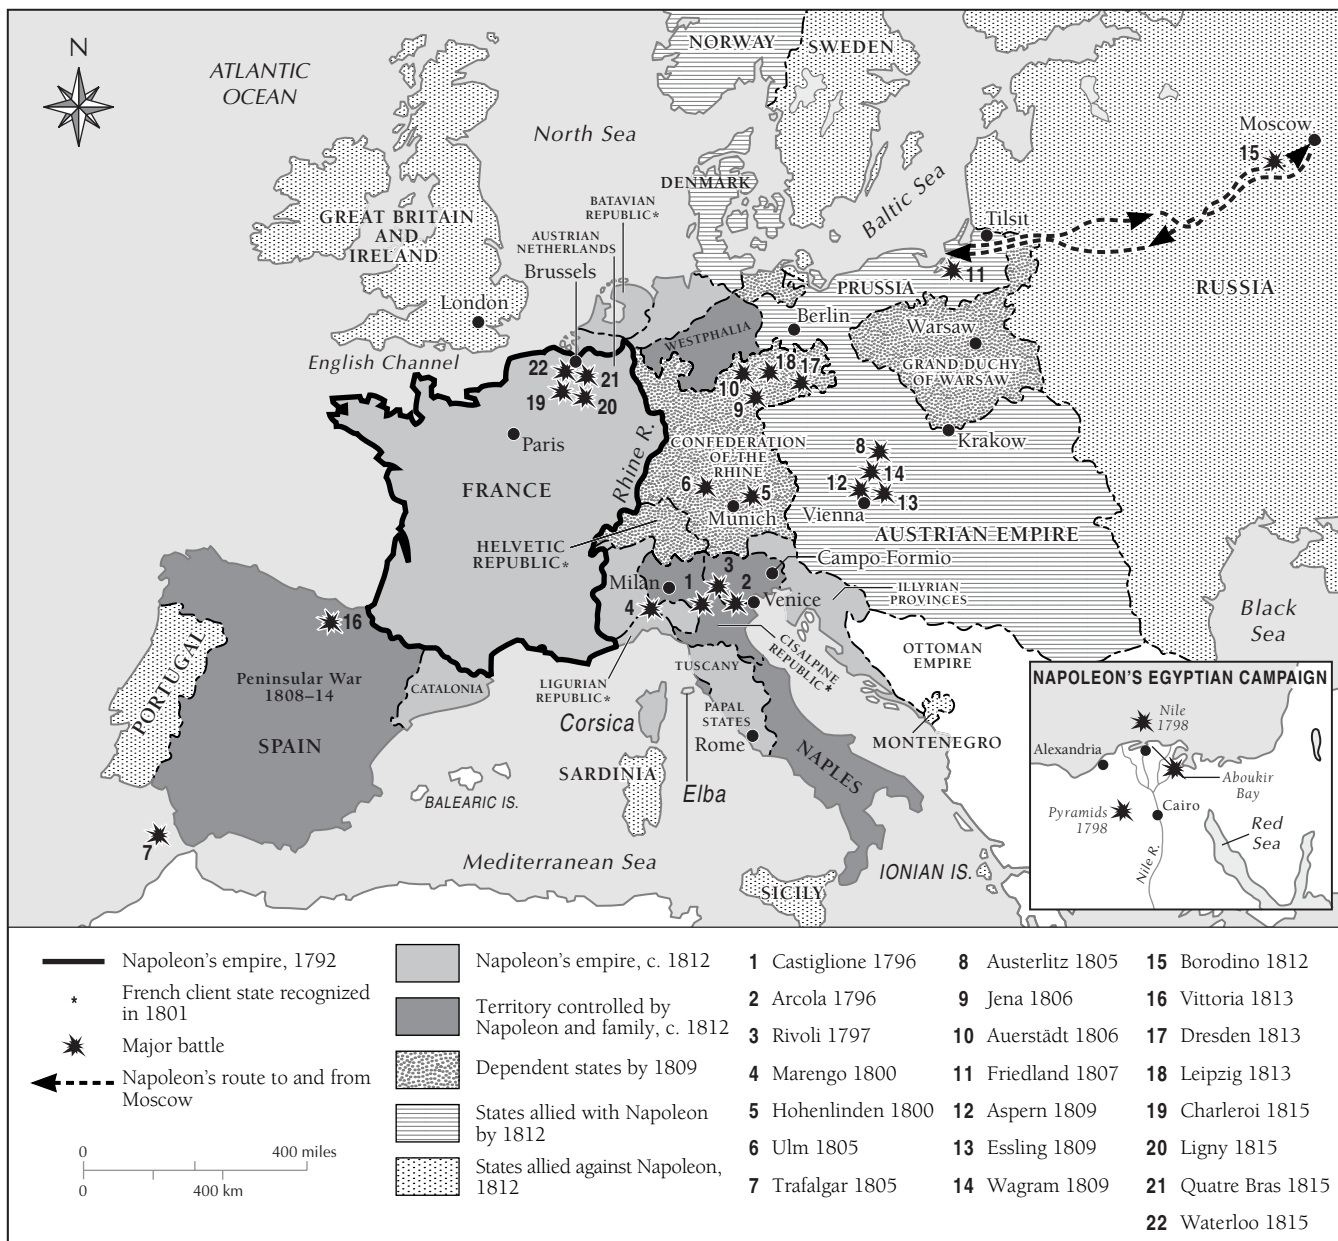 N
ATLANTIC
OCEAN
NORWAY
SWEDEN
North Sea
Moscow
15
DENMARK
Baltic Sea
BATAVIAN
REPUBLIC*
GREAT BRITAIN
AND
IRELAND
AUSTRIAN
NETHERLANDS
Brussels
Tilsit
11
PRUSSIA
RUSSIA
London
Berlin
WESTPHALIA
Warsaw
GRAND DUCHY
OF WARSAW
English Channel
22
21
19
20
18
17
10
9
Paris
Rhine R.
CONFEDERATION
OF THE
RHINE
Krakow
8
14
12
13
6
5
FRANCE
Munich
Vienna
AUSTRIAN EMPIRE
HELVETIC
REPUBLIC*
Campo Formio
Milan
3
1
2
4
Venice
ILLYRIAN
PROVINCES
Black
Sea
16
PORTUGAL
CISALPINE
REPUBLIC*
OTTOMAN
EMPIRE
Peninsular War
1808–14
CATALONIA
LIGURIAN
REPUBLIC*
TUSCANY
Corsica
PAPAL
STATES
Rome
MONTENEGRO
SPAIN
NAPLES
SARDINIA
Elba
BALEARIC IS.
7
Mediterranean Sea
IONIAN IS.
SICILY
NAPOLEON'S EGYPTIAN CAMPAIGN
Nile
1798
Alexandria
Aboukir
Bay
Pyramids
1798
Cairo
Red
Sea
Nile R.
Napoleon's empire, 1792
* French client state recognized
in 1801
Major battle
Napoleon's route to and from
Moscow
0 400 miles
0 400 km
Napoleon's empire, c. 1812
Territory controlled by
Napoleon and family, c. 1812
Dependent states by 1809
States allied with Napoleon
by 1812
States allied against Napoleon,
1812
1 Castiglione 1796
2 Arcola 1796
3 Rivoli 1797
4 Marengo 1800
5 Hohenlinden 1800
6 Ulm 1805
7 Trafalgar 1805
8 Austerlitz 1805
9 Jena 1806
10 Auerstädt 1806
11 Friedland 1807
12 Aspern 1809
13 Essling 1809
14 Wagram 1809
15 Borodino 1812
16 Vittoria 1813
17 Dresden 1813
18 Leipzig 1813
19 Charleroi 1815
20 Ligny 1815
21 Quatre Bras 1815
22 Waterloo 1815